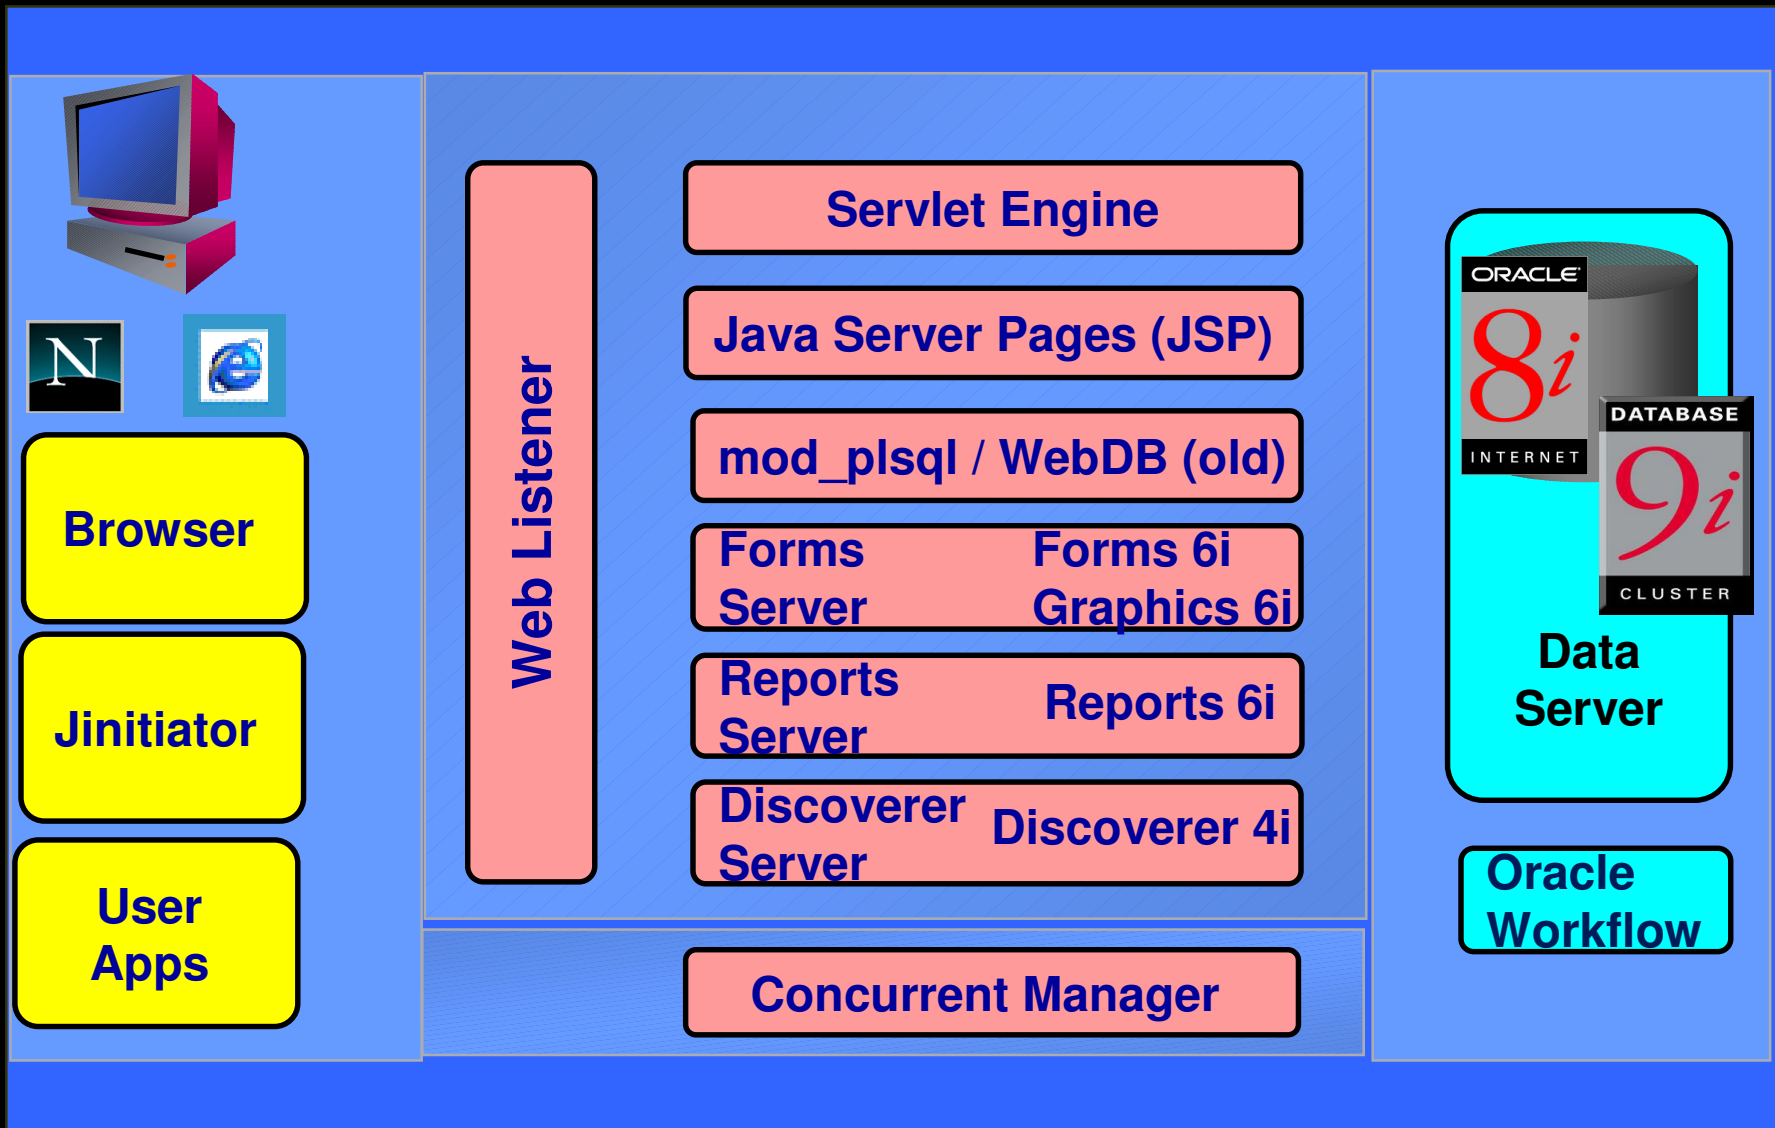 N
Browser
Jinitiator
User
Apps
Web Listener
Servlet Engine
Java Server Pages (JSP)
mod_plsql / WebDB (old)
Forms
Server
Forms 6i
Graphics 6i
Reports
Server
Reports 6i
Discoverer
Server
Discoverer 4i
Concurrent Manager
ORACLE
8i
INTERNET
DATABASE
9i
CLUSTER
Data
Server
Oracle
Workflow